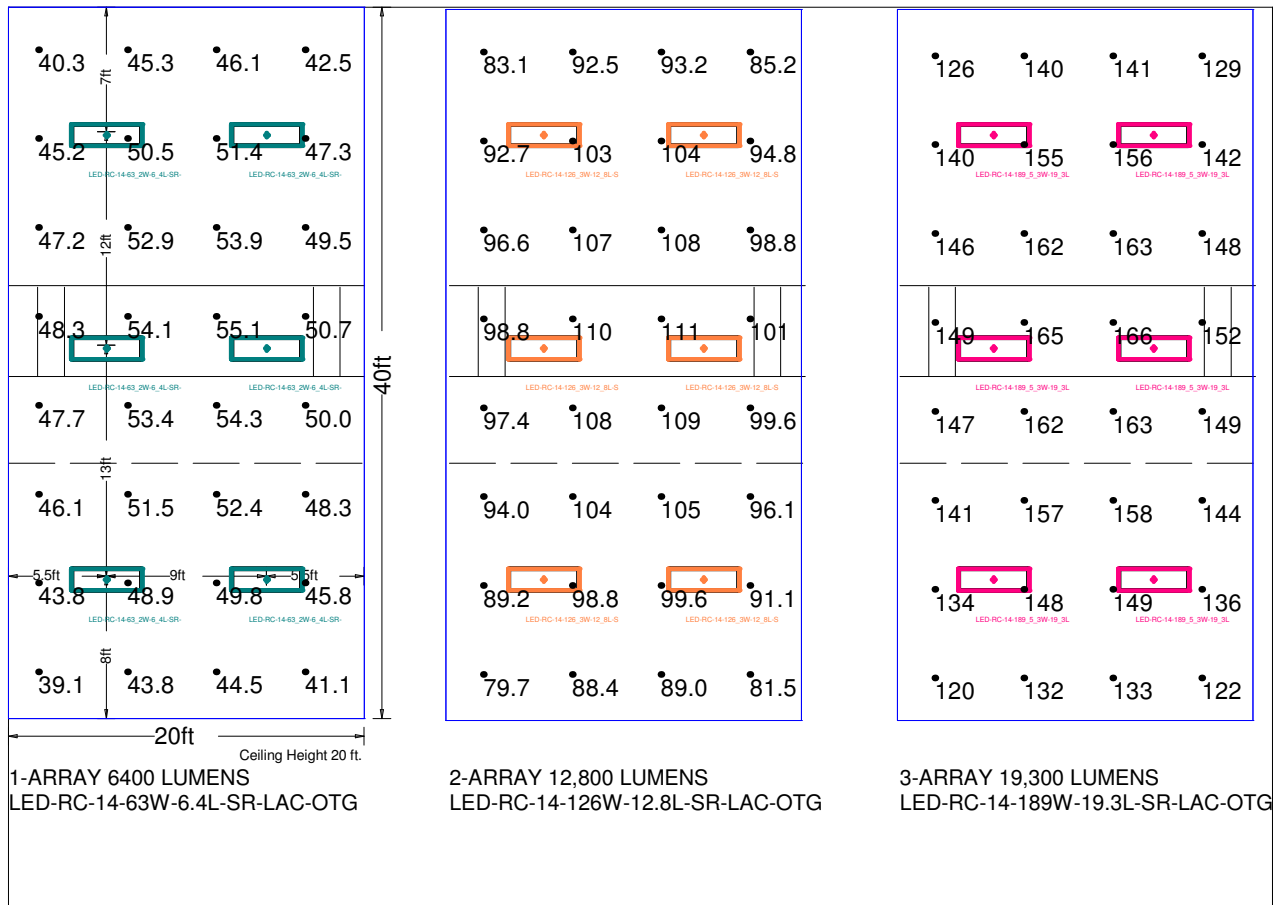 40.3 45.3 46.1 42.5
7ft
45.2 50.5 51.4 47.3
LED-RC-14-63_2W-6_4L-SR- LED-RC-14-63_2W-6_4L-SR-
47.2 52.9 53.9 49.5
12ft
48.3 54.1 55.1 50.7
LED-RC-14-63_2W-6_4L-SR- LED-RC-14-63_2W-6_4L-SR-
47.7 53.4 54.3 50.0
13ft
46.1 51.5 52.4 48.3
5.5ft 9ft 5.5ft
43.8 48.9 49.8 45.8
LED-RC-14-63_2W-6_4L-SR- LED-RC-14-63_2W-6_4L-SR-
8ft
39.1 43.8 44.5 41.1
40ft
20ft
Ceiling Height 20 ft.
1-ARRAY 6400 LUMENS
LED-RC-14-63W-6.4L-SR-LAC-OTG
83.1 92.5 93.2 85.2
92.7 103 104 94.8
LED-RC-14-126_3W-12_8L-S LED-RC-14-126_3W-12_8L-S
96.6 107 108 98.8
98.8 110 111 101
LED-RC-14-126_3W-12_8L-S LED-RC-14-126_3W-12_8L-S
97.4 108 109 99.6
94.0 104 105 96.1
89.2 98.8 99.6 91.1
LED-RC-14-126_3W-12_8L-S LED-RC-14-126_3W-12_8L-S
79.7 88.4 89.0 81.5
2-ARRAY 12,800 LUMENS
LED-RC-14-126W-12.8L-SR-LAC-OTG
126 140 141 129
140 155 156 142
LED-RC-14-189_5_3W-19_3L LED-RC-14-189_5_3W-19_3L
146 162 163 148
149 165 166 152
LED-RC-14-189_5_3W-19_3L LED-RC-14-189_5_3W-19_3L
147 162 163 149
141 157 158 144
134 148 149 136
LED-RC-14-189_5_3W-19_3L LED-RC-14-189_5_3W-19_3L
120 132 133 122
3-ARRAY 19,300 LUMENS
LED-RC-14-189W-19.3L-SR-LAC-OTG